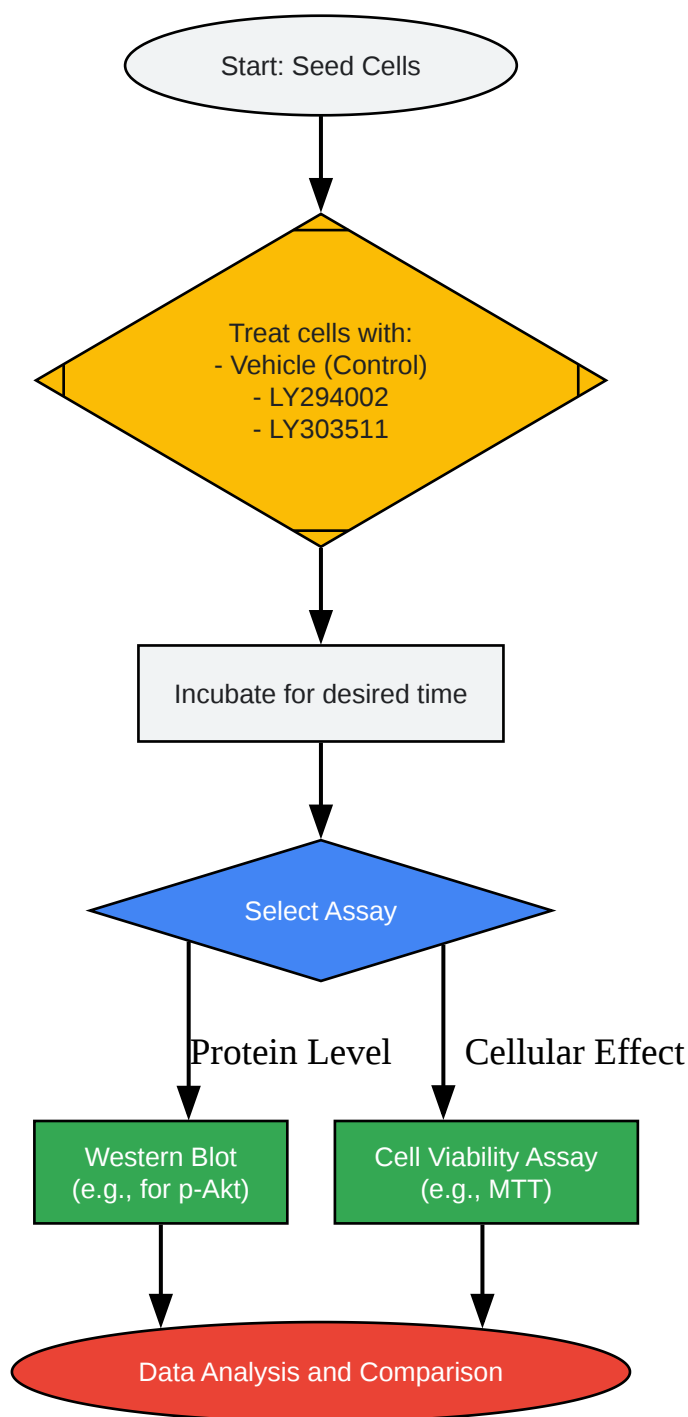 Start: Seed Cells
Treat cells with:
- Vehicle (Control)
- LY294002
- LY303511
Incubate for desired time
Select Assay
Protein Level
Cellular Effect
Western Blot
(e.g., for p-Akt)
Cell Viability Assay
(e.g., MTT)
Data Analysis and Comparison